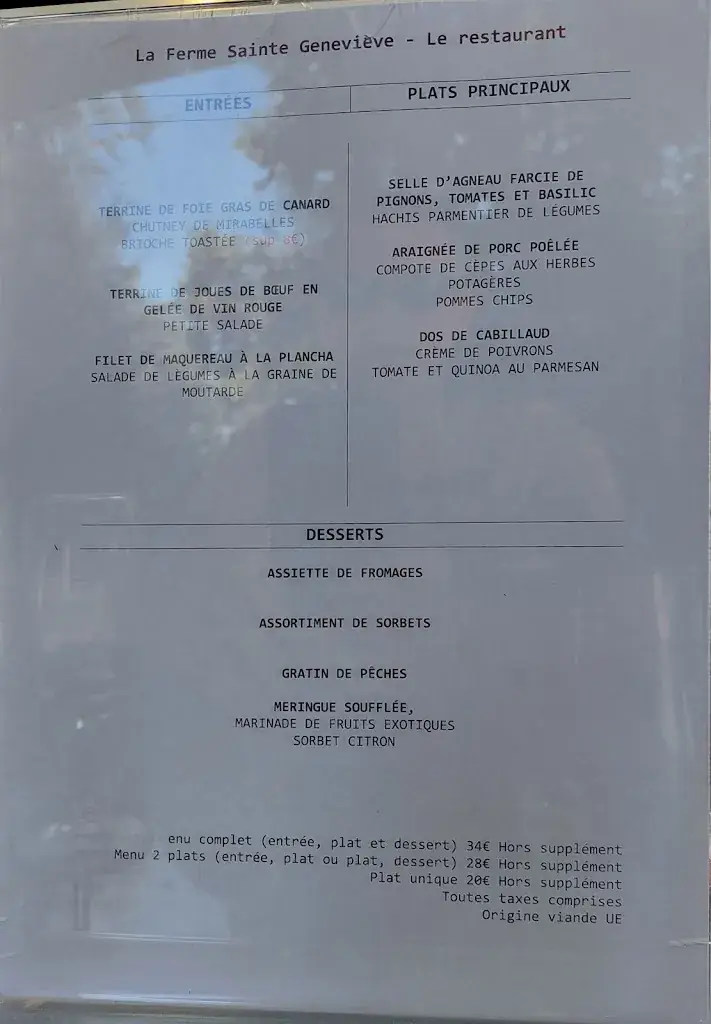 La Ferme Sainte Geneviève - Le restaurant
ENTRÉES
TERRINE DE FOIE GRAS DE CANARD
CHUTNEY DE MIRABELLES
BRIOCHE TOASTÉE (sup 8€)
TERRINE DE JOUES DE BŒUF EN
GELÉE DE VIN ROUGE
PETITE SALADE
FILET DE MAQUEREAU À LA PLANCHA
SALADE DE LÉGUMES À LA GRAINE DE
MOUTARDE
PLATS PRINCIPAUX
SELLE D'AGNEAU FARCIE DE
PIGNONS, TOMATES ET BASILIC
HACHIS PARMENTIER DE LÉGUMES
ARAIGNÉE DE PORC POÊLÉE
COMPOTE DE CÈPES AUX HERBES
POTAGÈRES
POMMES CHIPS
DOS DE CABILLAUD
CRÈME DE POIVRONS
TOMATE ET QUINOA AU PARMESAN
DESSERTS
ASSIETTE DE FROMAGES
ASSORTIMENT DE SORBETS
GRATIN DE PÊCHES
MERINGUE SOUFFLÉE,
MARINADE DE FRUITS EXOTIQUES
SORBET CITRON
enu complet (entrée, plat et dessert) 34€ Hors supplément
Menu 2 plats (entrée, plat ou plat, dessert) 28€ Hors supplément
Plat unique 20€ Hors supplément
Toutes taxes comprises
Origine viande UE